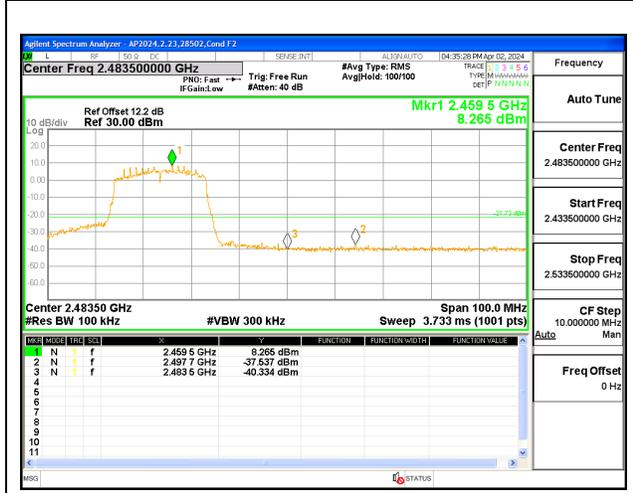 Agilent Spectrum Analyzer - AP2024.2.23,28502,Cond F2
L RF 50 Ω DC SENSE:INT ALIGN AUTO 04:35:28 PM Apr 02, 2024
Center Freq 2.483500000 GHz
PNO: Fast
IFGain:Low
Trig: Free Run
#Atten: 40 dB
#Avg Type: RMS
Avg|Hold: 100/100
TRACE 1 2 3 4 5 6
TYPE M
DET P N N N N N
Frequency
Auto Tune
Center Freq
2.483500000 GHz
Start Freq
2.433500000 GHz
Stop Freq
2.533500000 GHz
CF Step
10.000000 MHz
Auto Man
Freq Offset
0 Hz
Mkr1 2.459 5 GHz
8.265 dBm
Ref Offset 12.2 dB
10 dB/div Ref 30.00 dBm
Log
20.0
10.0
0.00
-10.0
-20.0
-30.0
-40.0
-50.0
-60.0
1
2
3
-21.73 dBm
Center 2.48350 GHz Span 100.0 MHz
#Res BW 100 kHz #VBW 300 kHz Sweep 3.733 ms (1001 pts)
MKR MODE TRC SCL X Y FUNCTION FUNCTION WIDTH FUNCTION VALUE
1 N 1 f 2.459 5 GHz 8.265 dBm
2 N 1 f 2.497 7 GHz -37.537 dBm
3 N 1 f 2.483 5 GHz -40.334 dBm
4
5
6
7
8
9
10
11
MSG STATUS